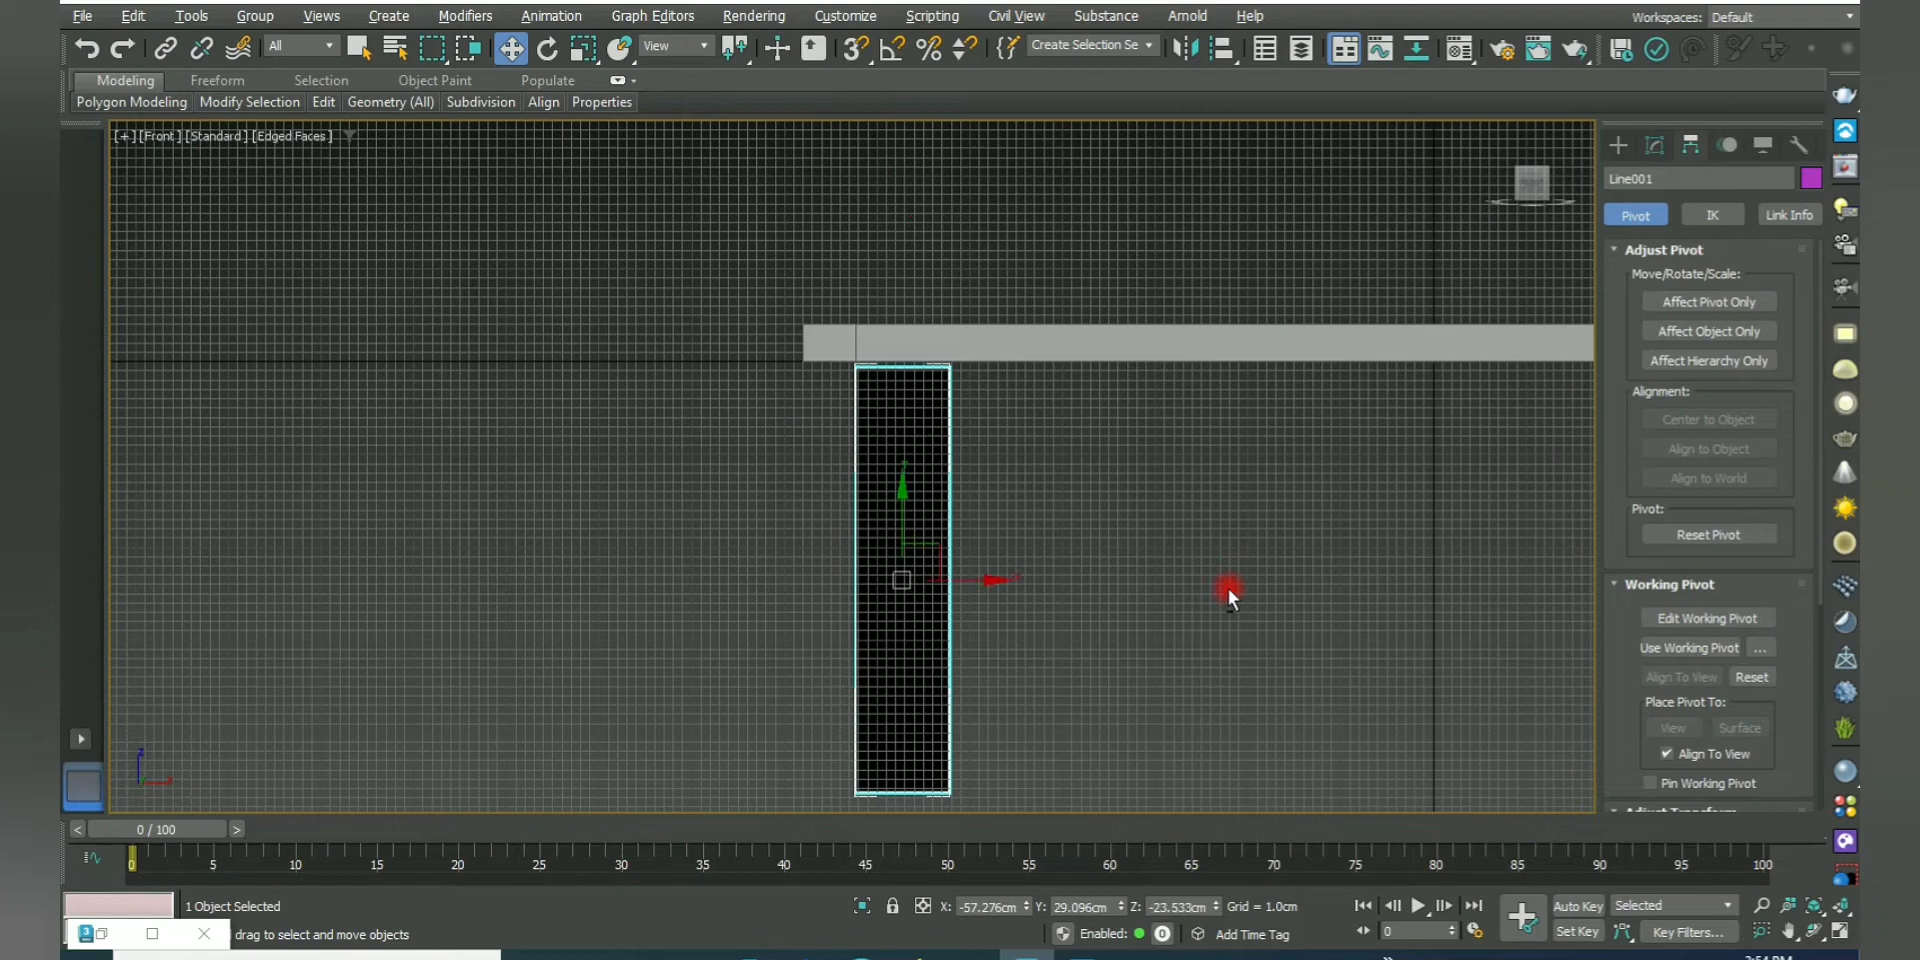 File Edit Tools Group Views Create Modifiers Animation Graph Editors Rendering Customize Scripting Civil View Substance Arnold Help Workspaces: Default
All View Create Selection Se
Modeling Freeform Selection Object Paint Populate
Polygon Modeling Modify Selection Edit Geometry (All) Subdivision Align Properties
[+] [Front] [Standard] [Edged Faces]
Line001
Pivot IK Link Info
Adjust Pivot
Move/Rotate/Scale:
Affect Pivot Only
Affect Object Only
Affect Hierarchy Only
Alignment:
Center to Object
Align to Object
Align to World
Pivot:
Reset Pivot
Working Pivot
Edit Working Pivot
Use Working Pivot ...
Align To View Reset
Place Pivot To:
View Surface
Align To View
Pin Working Pivot
z
x
< 0 / 100 >
0 5 10 15 20 25 30 35 40 45 50 55 60 65 70 75 80 85 90 95 100
1 Object Selected X: -57.276cm Y: 29.096cm Z: -23.533cm Grid = 1.0cm Auto Key Selected
drag to select and move objects Enabled: 0 Add Time Tag 0 Set Key Key Filters...